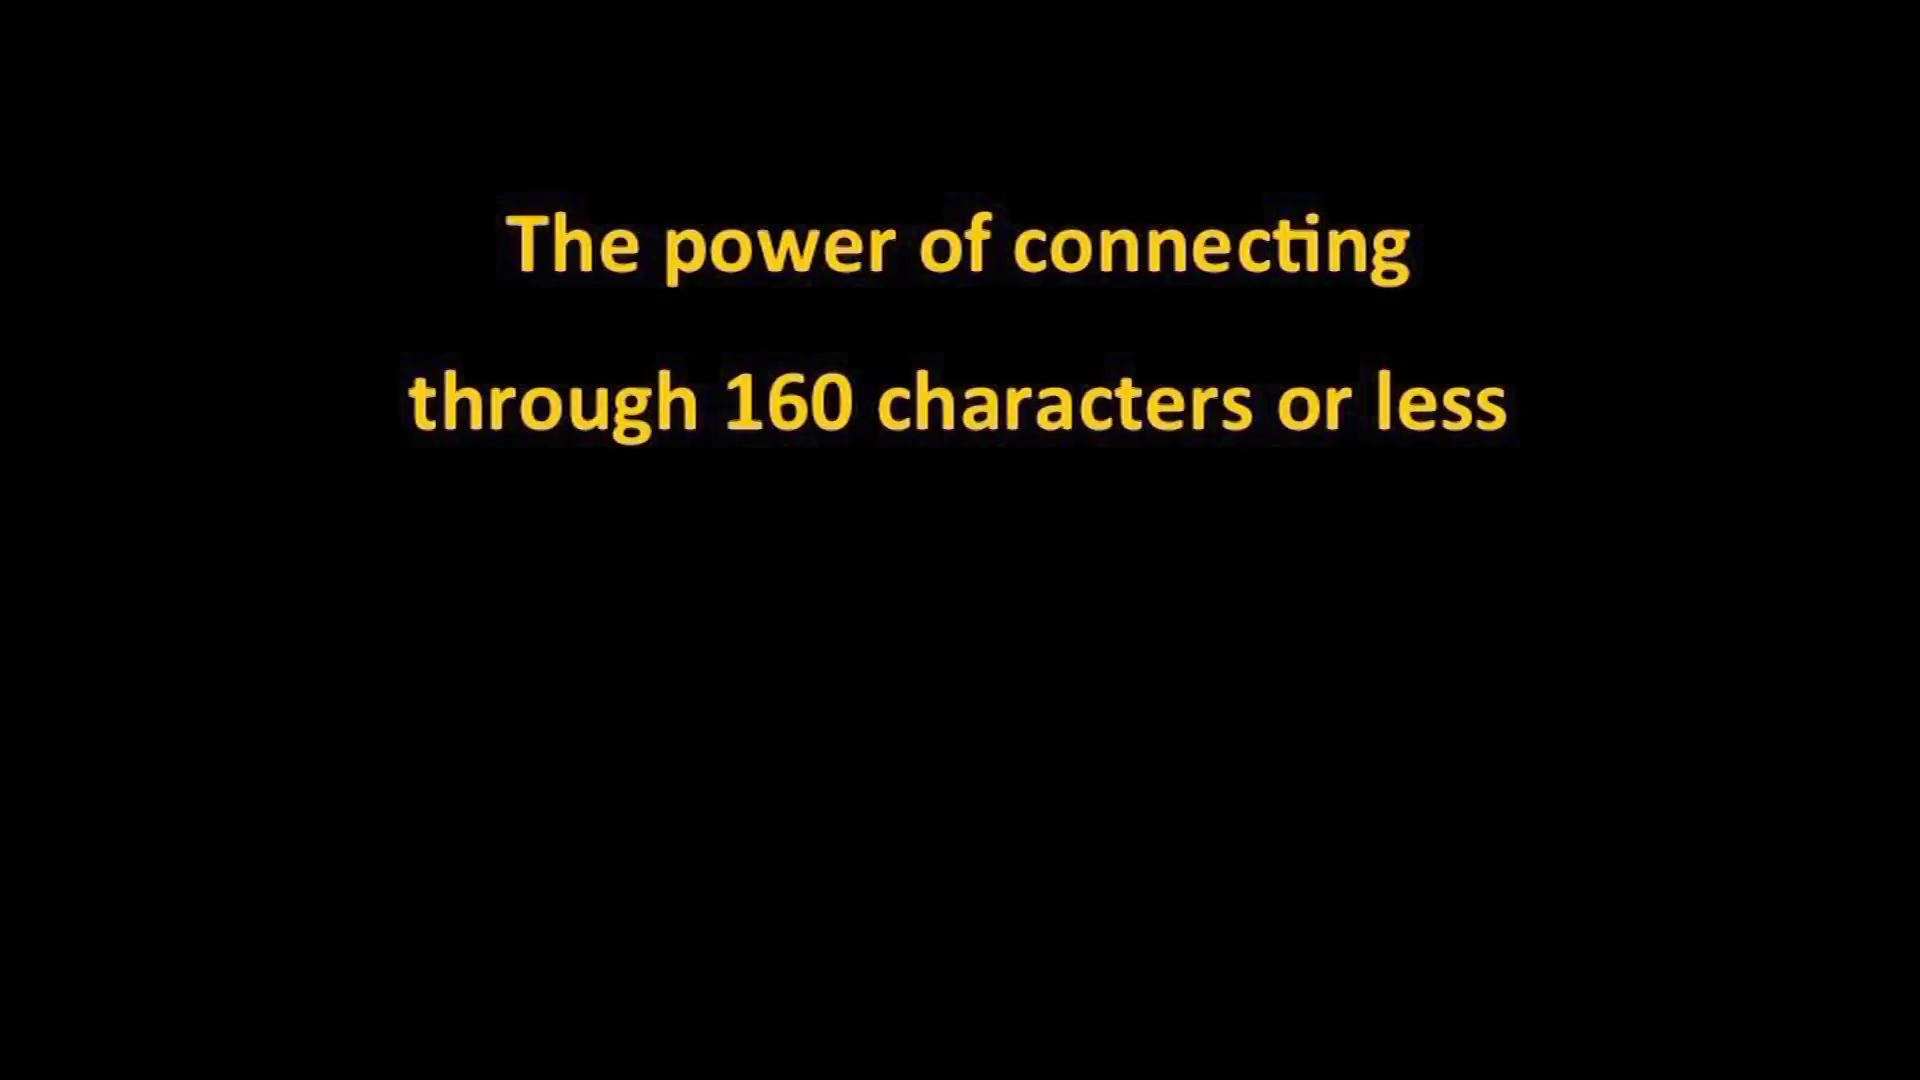 The power of connecting
through 160 characters or less